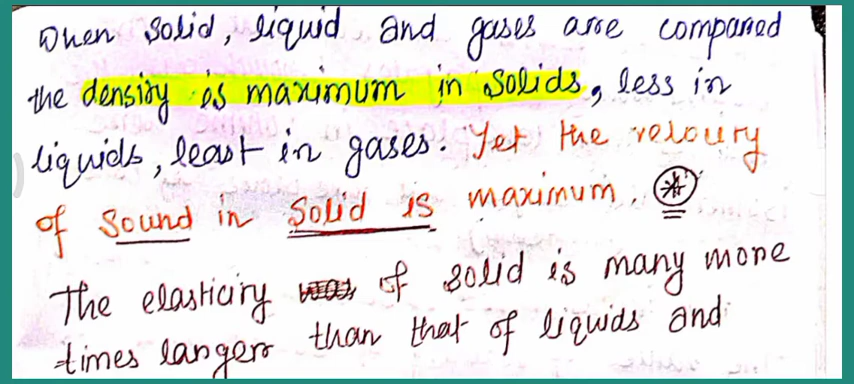 When solid, liquid and gases are compared
the density is maximum in solids, less in
liquids, least in gases. Yet the velocity
of sound in solid is maximum.
The elasticity of solid is many more
times larger than that of liquids and